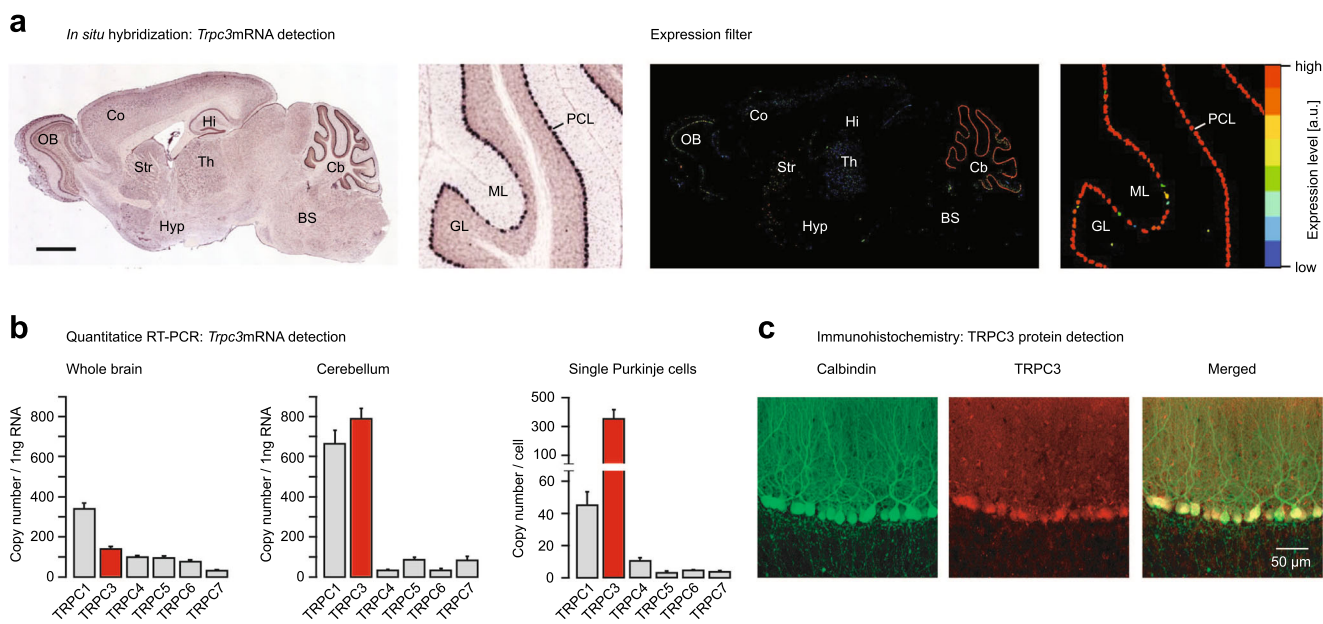 a
In situ hybridization: Trpc3mRNA detection
Expression filter
OB
Co
Hi
Str
Th
Cb
Hyp
BS
PCL
ML
GL
OB
Co
Hi
Str
Th
Cb
Hyp
BS
PCL
ML
GL
high
Expression level [a.u.]
low
b
Quantitatice RT-PCR: Trpc3mRNA detection
Whole brain
Copy number / 1ng RNA
800
600
400
200
0
TRPC1
TRPC3
TRPC4
TRPC5
TRPC6
TRPC7
Cerebellum
Copy number / 1ng RNA
800
600
400
200
0
TRPC1
TRPC3
TRPC4
TRPC5
TRPC6
TRPC7
Single Purkinje cells
Copy number / cell
500
300
100
60
40
20
0
TRPC1
TRPC3
TRPC4
TRPC5
TRPC6
TRPC7
c
Immunohistochemistry: TRPC3 protein detection
Calbindin
TRPC3
Merged
50 µm